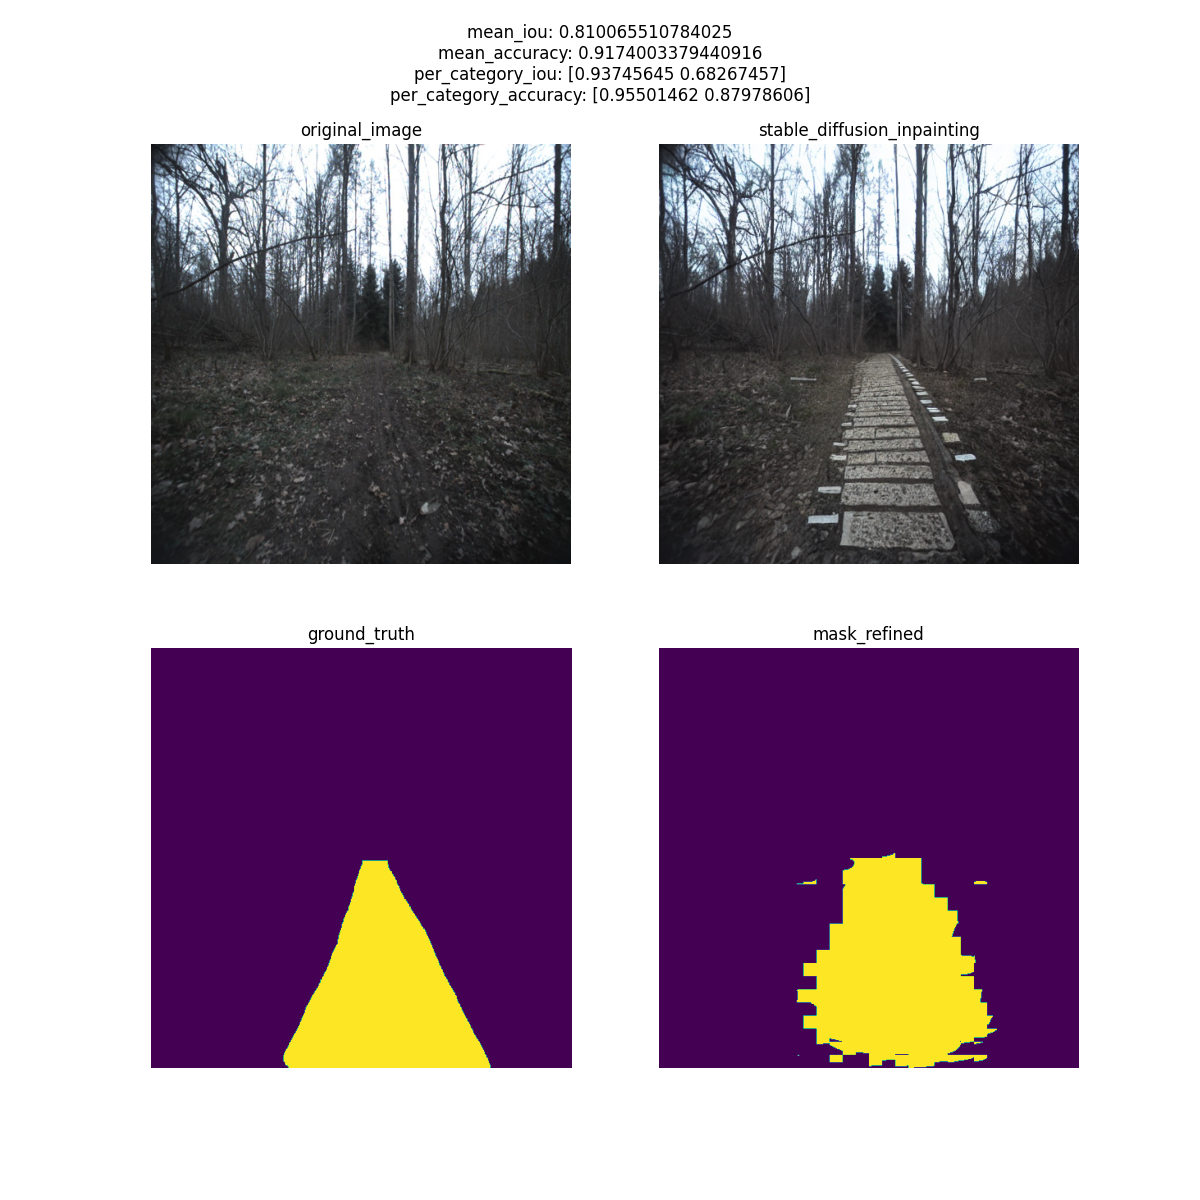 mean_iou: 0.810065510784025
mean_accuracy: 0.9174003379440916
per_category_iou: [0.93745645 0.68267457]
per_category_accuracy: [0.95501462 0.87978606]
original_image
stable_diffusion_inpainting
ground_truth
mask_refined